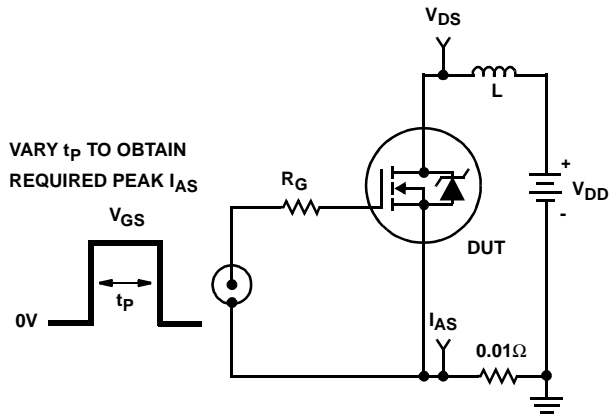 V_DS
L
VARY t_P TO OBTAIN
REQUIRED PEAK I_AS
R_G
+
V_DD
-
V_GS
DUT
t_P
0V
I_AS
0.01Ω